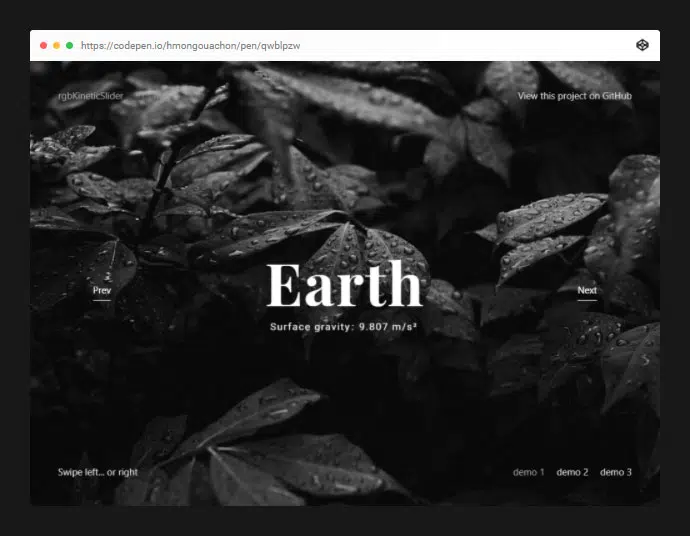 https://codepen.io/hmongouachon/pen/qwblpzw
rgbKineticSlider
View this project on GitHub
Earth
Prev
Next
Surface gravity: 9.807 m/s²
Swipe left... or right
demo 1 demo 2 demo 3